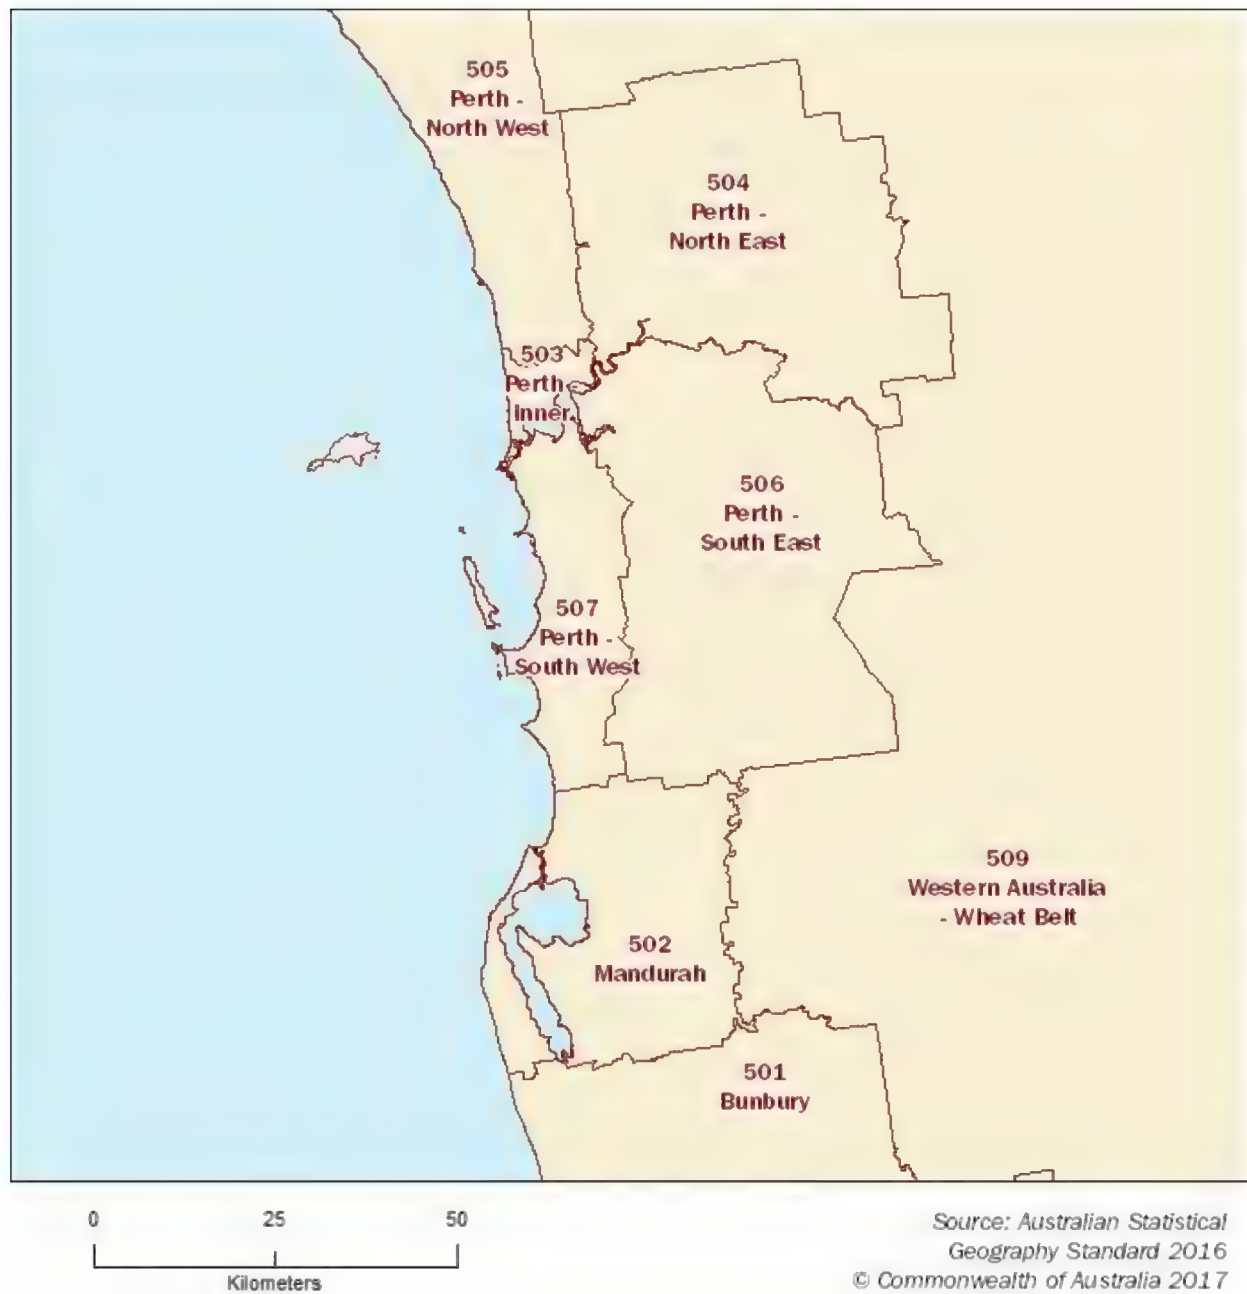 505
Perth -
North West
504
Perth -
North East
503
Perth -
Inner
506
Perth -
South East
507
Perth -
South West
509
Western Australia
- Wheat Belt
502
Mandurah
501
Bunbury
0 25 50
Kilometers
Source: Australian Statistical
Geography Standard 2016
© Commonwealth of Australia 2017